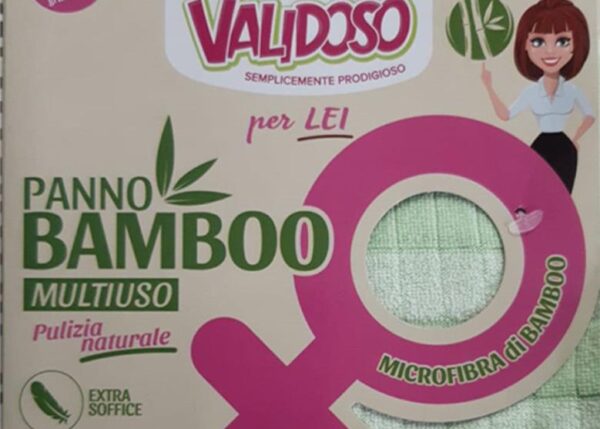 VALIDOSO
SEMPLICEMENTE PRODIGIOSO
per LEI
PANNO
BAMBOO
MULTIUSO
Pulizia
naturale
MICROFIBRA di BAMBOO
EXTRA
SOFFICE